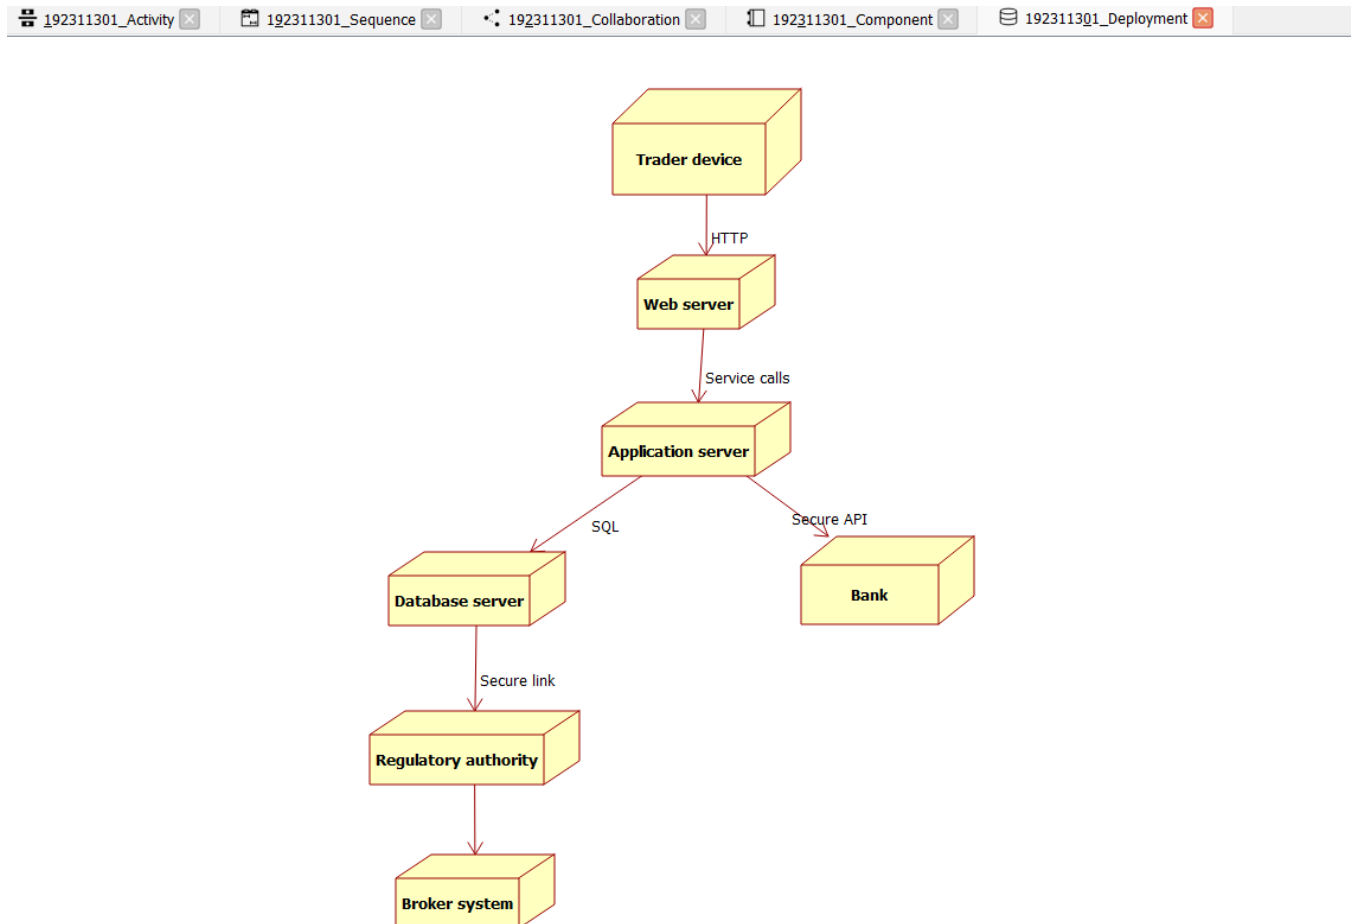 192311301_Activity
192311301_Sequence
192311301_Collaboration
192311301_Component
192311301_Deployment
Trader device
HTTP
Web server
Service calls
Application server
SQL
Secure API
Database server
Bank
Secure link
Regulatory authority
Broker system